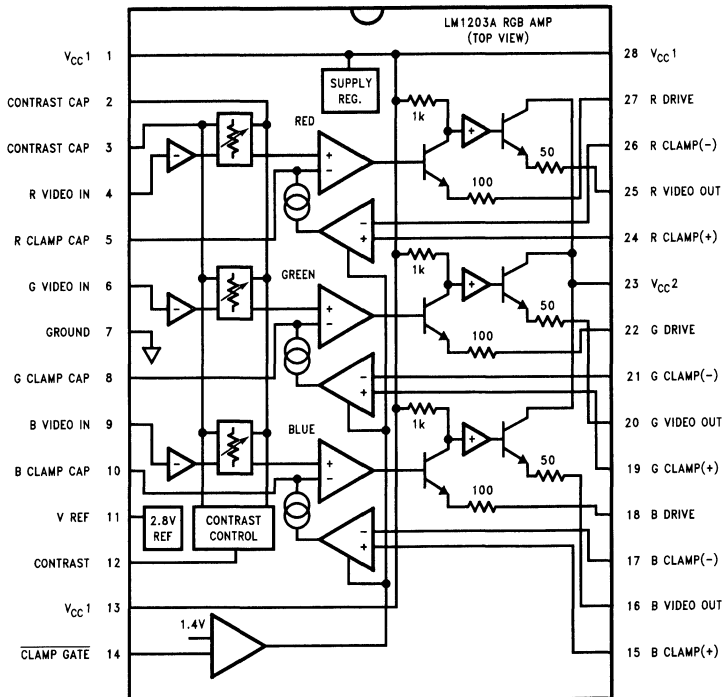 LM1203A RGB AMP
(TOP VIEW)
VCC1 1
CONTRAST CAP 2
CONTRAST CAP 3
R VIDEO IN 4
R CLAMP CAP 5
G VIDEO IN 6
GROUND 7
G CLAMP CAP 8
B VIDEO IN 9
B CLAMP CAP 10
V REF 11
CONTRAST 12
VCC1 13
CLAMP GATE 14
28 VCC1
27 R DRIVE
26 R CLAMP(-)
25 R VIDEO OUT
24 R CLAMP(+)
23 VCC2
22 G DRIVE
21 G CLAMP(-)
20 G VIDEO OUT
19 G CLAMP(+)
18 B DRIVE
17 B CLAMP(-)
16 B VIDEO OUT
15 B CLAMP(+)
SUPPLY
REG.
RED
-
+
-
1k
+
50
100
-
+
GREEN
-
+
-
1k
+
50
100
-
+
BLUE
-
+
-
1k
+
50
100
-
+
2.8V
REF
CONTRAST
CONTROL
1.4V